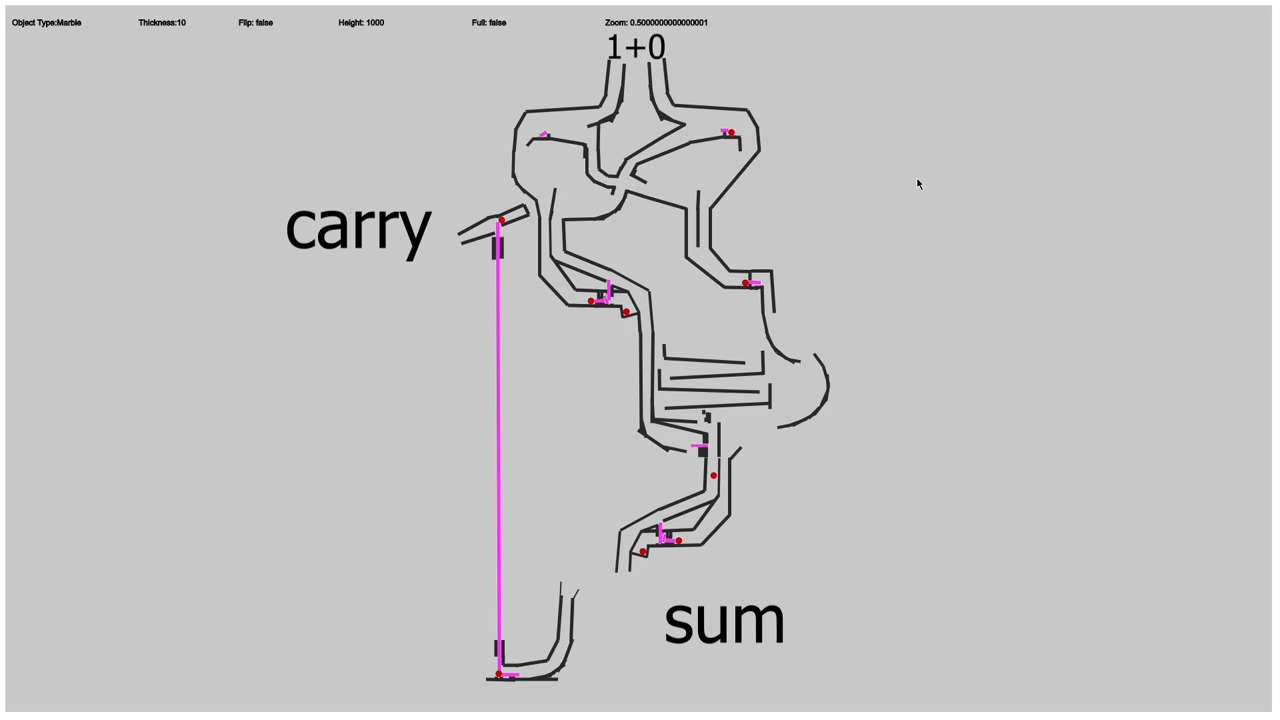 Object Type:Marble Thickness:10 Flip: false Height: 1000 Full: false Zoom: 0.5000000000000001
1+0
carry
sum